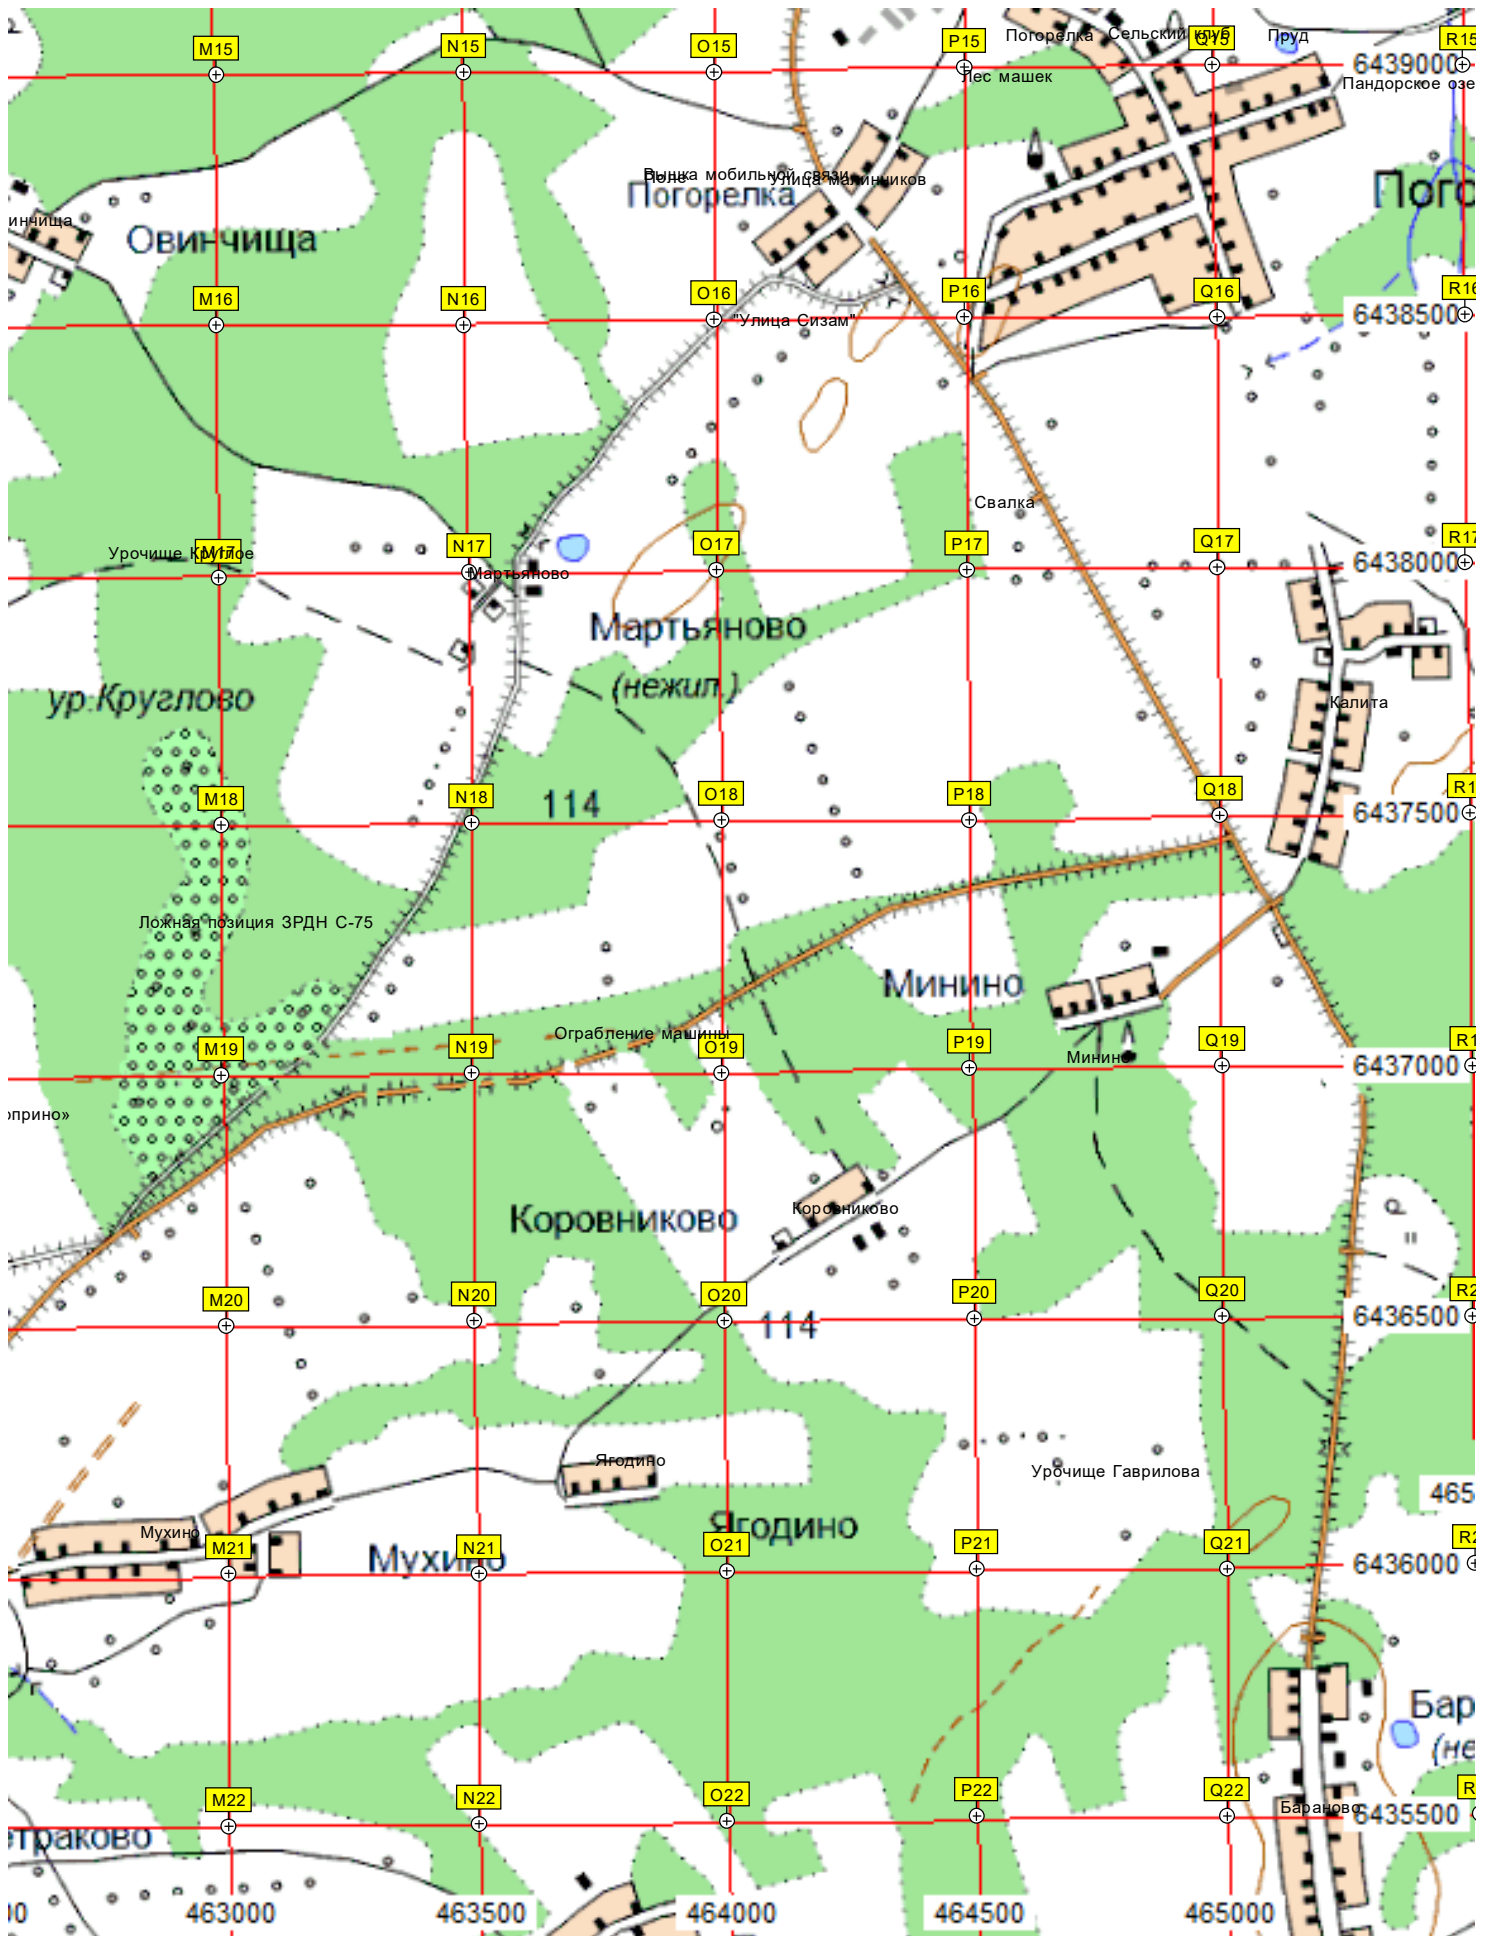 M15
N15
O15
P15
Погорелка
Сельский клуб
Q15
Пруд
R15
6439000
Лес машек
Пандорское озе
Вышка мобильной связи
Поле
Улица малинников
Погорелка
Пого
инчища
Овинчища
M16
N16
O16
P16
Q16
R16
6438500
"Улица Сизам"
Свалка
Урочище Круглое
M17
N17
O17
P17
Q17
R17
6438000
Мартьяново
Мартьяново
(нежил.)
ур.Круглово
Калита
M18
N18
114
O18
P18
Q18
R1
6437500
Ложная позиция ЗРДН С-75
Минино
Ограбление машины
M19
N19
O19
P19
Q19
R1
6437000
Минино
оприно»
Коровниково
Коровниково
M20
N20
O20
P20
Q20
R2
6436500
114
Ягодино
Урочище Гаврилова
465
Ягодино
Мухино
M21
Мухино
N21
O21
P21
Q21
R2
6436000
Бар
(не
M22
N22
O22
P22
Q22
R
Бараново
6435500
етраково
00
463000
463500
464000
464500
465000